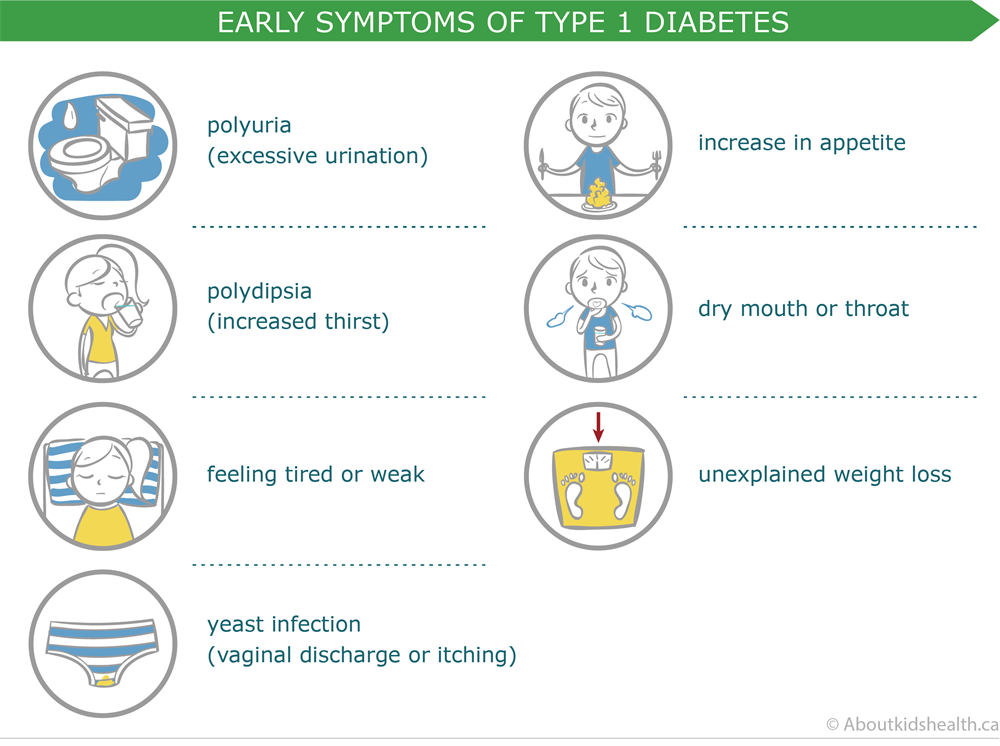 EARLY SYMPTOMS OF TYPE 1 DIABETES
polyuria
(excessive urination)
polydipsia
(increased thirst)
feeling tired or weak
yeast infection
(vaginal discharge or itching)
increase in appetite
dry mouth or throat
unexplained weight loss
© Aboutkidshealth.ca